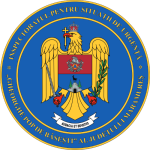 INSPECTORATUL PENTRU SITUAȚII DE URGENȚĂ
"GHEORGHE POP DE BĂSEȘTI" AL JUDEȚULUI MARAMUREȘ